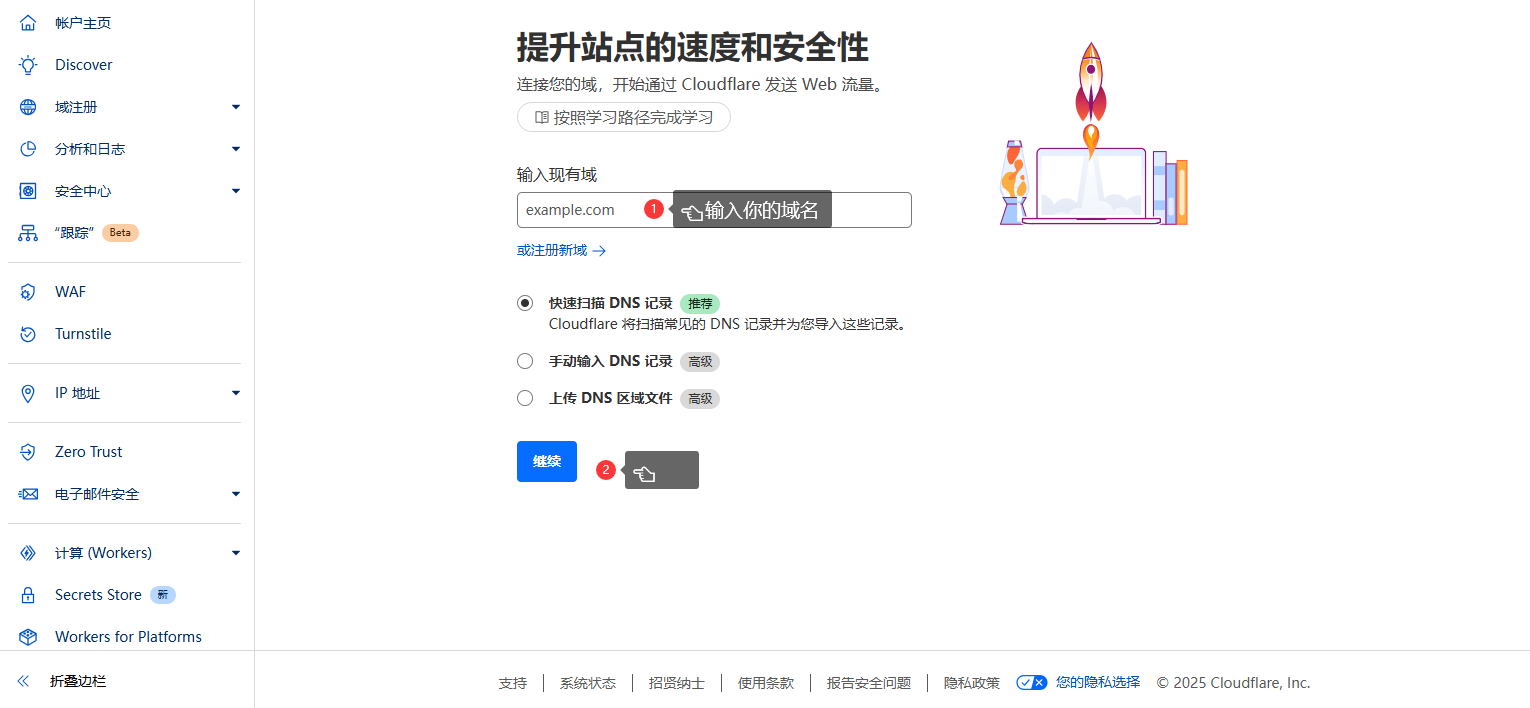 帐户主页
Discover
域注册
分析和日志
安全中心
“跟踪” Beta
WAF
Turnstile
IP 地址
Zero Trust
电子邮件安全
计算 (Workers)
Secrets Store 新
Workers for Platforms
折叠边栏
提升站点的速度和安全性
连接您的域，开始通过 Cloudflare 发送 Web 流量。
按照学习路径完成学习
输入现有域
example.com 1 输入你的域名
或注册新域
快速扫描 DNS 记录 推荐
Cloudflare 将扫描常见的 DNS 记录并为您导入这些记录。
手动输入 DNS 记录 高级
上传 DNS 区域文件 高级
继续 2
支持 系统状态 招贤纳士 使用条款 报告安全问题 隐私政策 您的隐私选择 © 2025 Cloudflare, Inc.